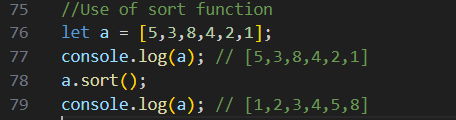 75 //Use of sort function
76 let a = [5,3,8,4,2,1];
77 console.log(a); // [5,3,8,4,2,1]
78 a.sort();
79 console.log(a); // [1,2,3,4,5,8]